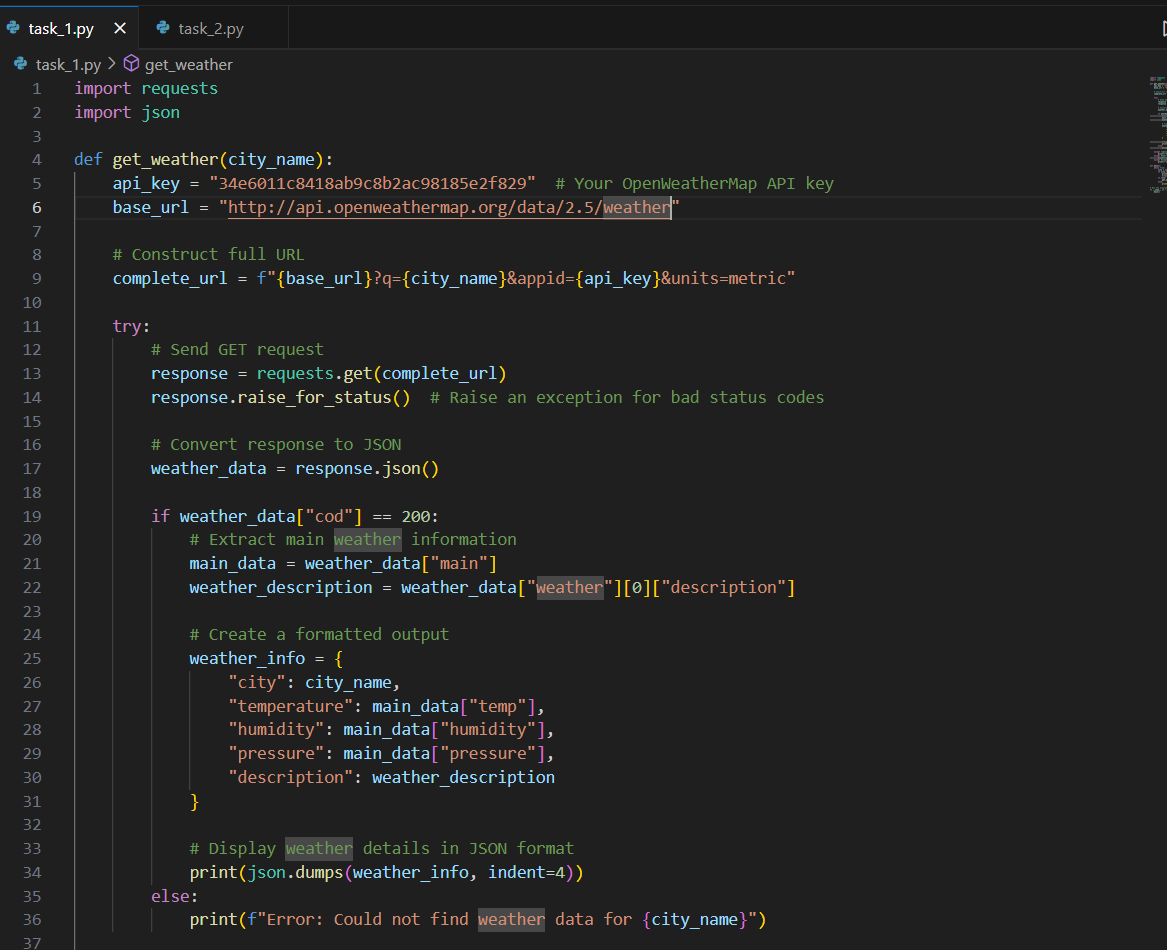 task_1.py
task_2.py
task_1.py > get_weather
1 import requests
2 import json
3
4 def get_weather(city_name):
5     api_key = "34e6011c8418ab9c8b2ac98185e2f829"  # Your OpenWeatherMap API key
6     base_url = "http://api.openweathermap.org/data/2.5/weather"
7
8     # Construct full URL
9     complete_url = f"{base_url}?q={city_name}&appid={api_key}&units=metric"
10
11     try:
12         # Send GET request
13         response = requests.get(complete_url)
14         response.raise_for_status()  # Raise an exception for bad status codes
15
16         # Convert response to JSON
17         weather_data = response.json()
18
19         if weather_data["cod"] == 200:
20             # Extract main weather information
21             main_data = weather_data["main"]
22             weather_description = weather_data["weather"][0]["description"]
23
24             # Create a formatted output
25             weather_info = {
26                 "city": city_name,
27                 "temperature": main_data["temp"],
28                 "humidity": main_data["humidity"],
29                 "pressure": main_data["pressure"],
30                 "description": weather_description
31             }
32
33             # Display weather details in JSON format
34             print(json.dumps(weather_info, indent=4))
35         else:
36             print(f"Error: Could not find weather data for {city_name}")
37